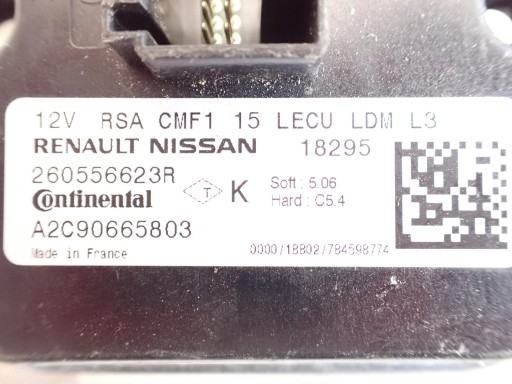 12V RSA CMF1 15 LECU LDM L3
RENAULT NISSAN 18295
260556623R
Continental T K Soft : 5.06
Hard : C5.4
A2C90665803
Made in France 0000/18802/784598774